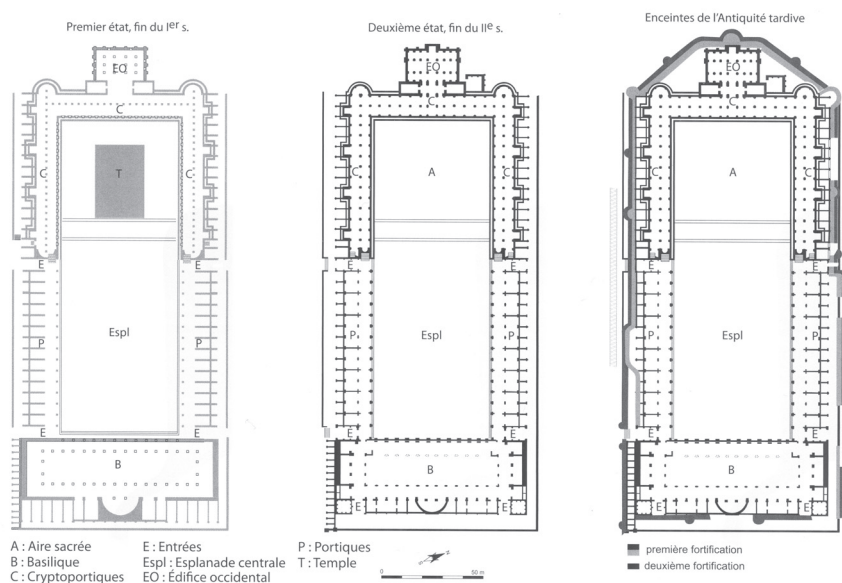 Premier état, fin du Ier s.
Deuxième état, fin du IIe s.
Enceintes de l'Antiquité tardive
EO
C
C
T
C
E
E
Espl
P
P
E
E
B
EO
C
C
A
C
E
E
P
Espl
P
E
E
B
E
E
EO
C
C
A
C
E
E
P
Espl
P
E
E
B
E
E
A : Aire sacrée
B : Basilique
C : Cryptoportiques
E : Entrées
Espl : Esplanade centrale
EO : Édifice occidental
P : Portiques
T : Temple
0
50 m
première fortification
deuxième fortification